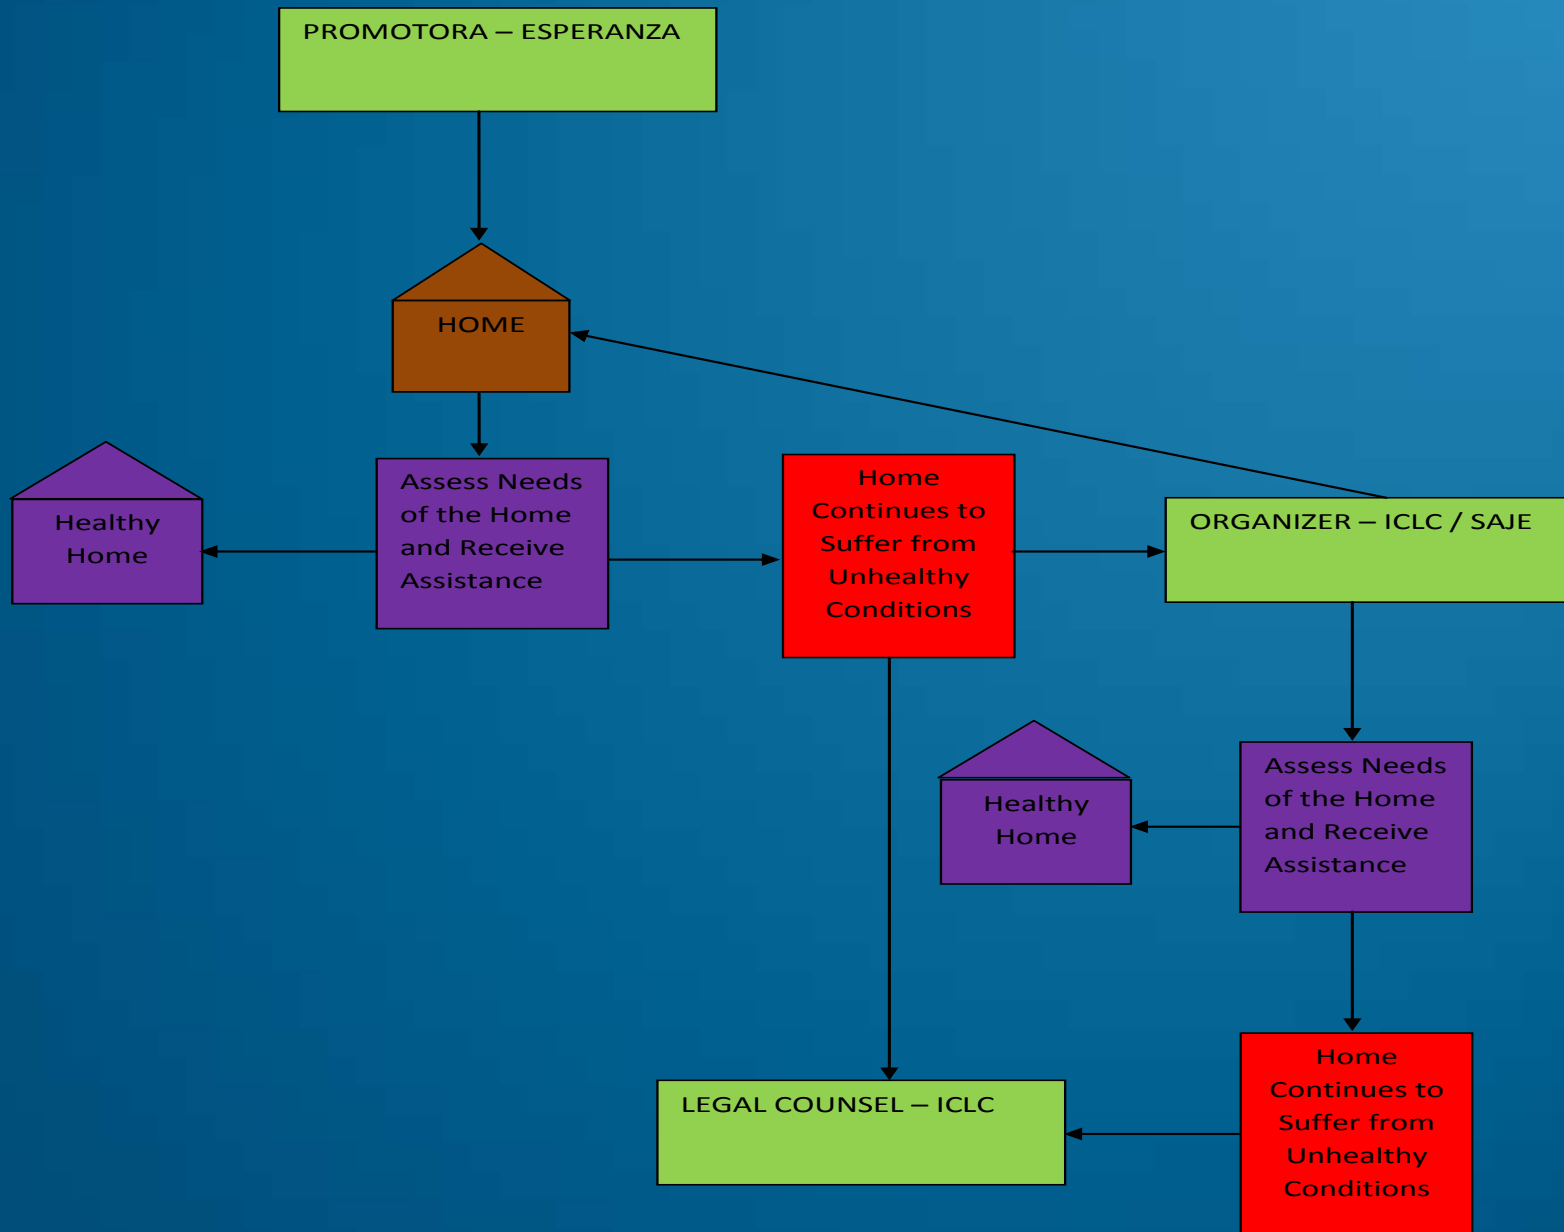 PROMOTORA – ESPERANZA
HOME
Healthy
Home
Assess Needs
of the Home
and Receive
Assistance
Home
Continues to
Suffer from
Unhealthy
Conditions
ORGANIZER – ICLC / SAJE
Healthy
Home
Assess Needs
of the Home
and Receive
Assistance
LEGAL COUNSEL – ICLC
Home
Continues to
Suffer from
Unhealthy
Conditions